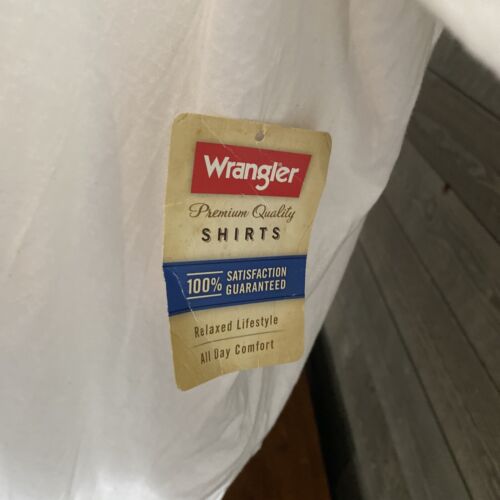 Wrangler
Premium Quality
SHIRTS
100% SATISFACTION
GUARANTEED
Relaxed Lifestyle
All Day Comfort